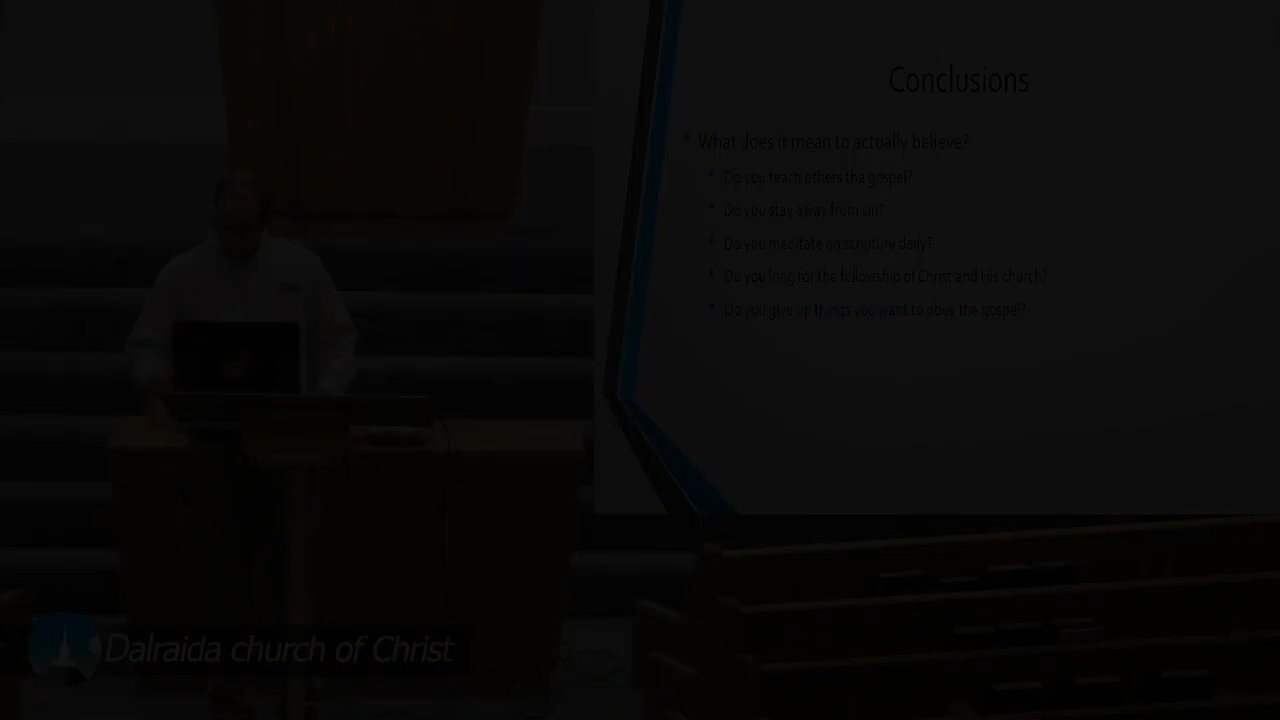 Conclusions
What does it mean to actually believe?
Do you teach others the gospel?
Do you stay away from sin?
Do you meditate on scripture daily?
Do you long for the fellowship of Christ and His church?
Do you give up things you want to obey the gospel?
Dalraida church of Christ